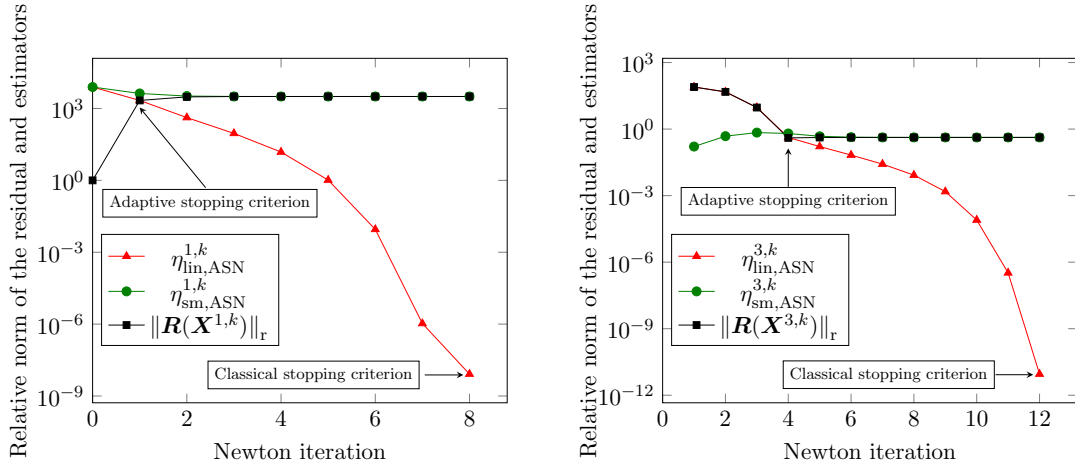 Relative norm of the residual and estimators
10^3
10^0
10^{-3}
10^{-6}
10^{-9}
0 2 4 6 8
Newton iteration
Adaptive stopping criterion
η^{1,k}_{lin,ASN}
η^{1,k}_{sm,ASN}
‖R(X^{1,k})‖_r
Classical stopping criterion
Relative norm of the residual and estimators
10^3
10^0
10^{-3}
10^{-6}
10^{-9}
10^{-12}
0 2 4 6 8 10 12
Newton iteration
Adaptive stopping criterion
η^{3,k}_{lin,ASN}
η^{3,k}_{sm,ASN}
‖R(X^{3,k})‖_r
Classical stopping criterion